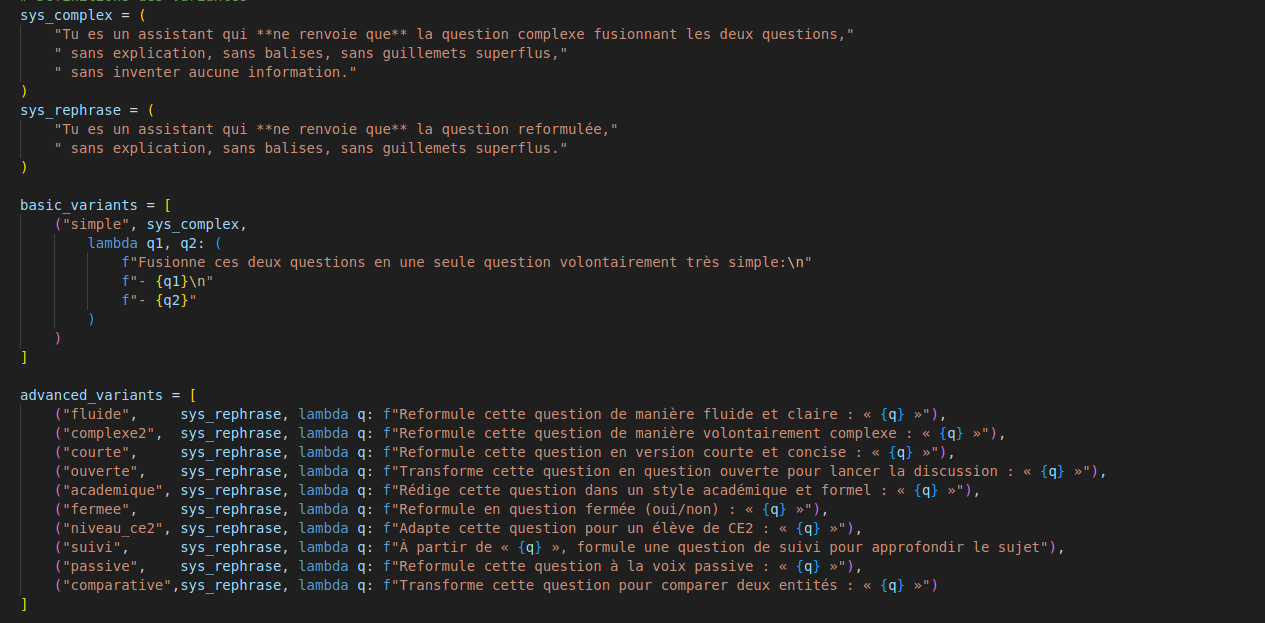 sys_complex = (
    "Tu es un assistant qui **ne renvoie que** la question complexe fusionnant les deux questions,"
    " sans explication, sans balises, sans guillemets superflus,"
    " sans inventer aucune information."
)
sys_rephrase = (
    "Tu es un assistant qui **ne renvoie que** la question reformulée,"
    " sans explication, sans balises, sans guillemets superflus."
)

basic_variants = [
    ("simple", sys_complex,
        lambda q1, q2: (
            f"Fusionne ces deux questions en une seule question volontairement très simple:\n"
            f"- {q1}\n"
            f"- {q2}"
        )
    )
]

advanced_variants = [
    ("fluide",     sys_rephrase, lambda q: f"Reformule cette question de manière fluide et claire : « {q} »"),
    ("complexe2",  sys_rephrase, lambda q: f"Reformule cette question de manière volontairement complexe : « {q} »"),
    ("courte",     sys_rephrase, lambda q: f"Reformule cette question en version courte et concise : « {q} »"),
    ("ouverte",    sys_rephrase, lambda q: f"Transforme cette question en question ouverte pour lancer la discussion : « {q} »"),
    ("academique", sys_rephrase, lambda q: f"Rédige cette question dans un style académique et formel : « {q} »"),
    ("fermee",     sys_rephrase, lambda q: f"Reformule en question fermée (oui/non) : « {q} »"),
    ("niveau_ce2", sys_rephrase, lambda q: f"Adapte cette question pour un élève de CE2 : « {q} »"),
    ("suivi",      sys_rephrase, lambda q: f"À partir de « {q} », formule une question de suivi pour approfondir le sujet"),
    ("passive",    sys_rephrase, lambda q: f"Reformule cette question à la voix passive : « {q} »"),
    ("comparative",sys_rephrase, lambda q: f"Transforme cette question pour comparer deux entités : « {q} »")
]